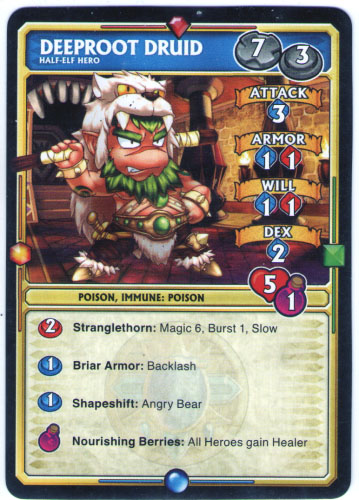 DEEPROOT DRUID
HALF-ELF HERO
7 3
ATTACK
3
ARMOR
1 1
WILL
1 1
DEX
2
5
1
POISON, IMMUNE: POISON
2 Stranglethorn: Magic 6, Burst 1, Slow
1 Briar Armor: Backlash
1 Shapeshift: Angry Bear
Nourishing Berries: All Heroes gain Healer